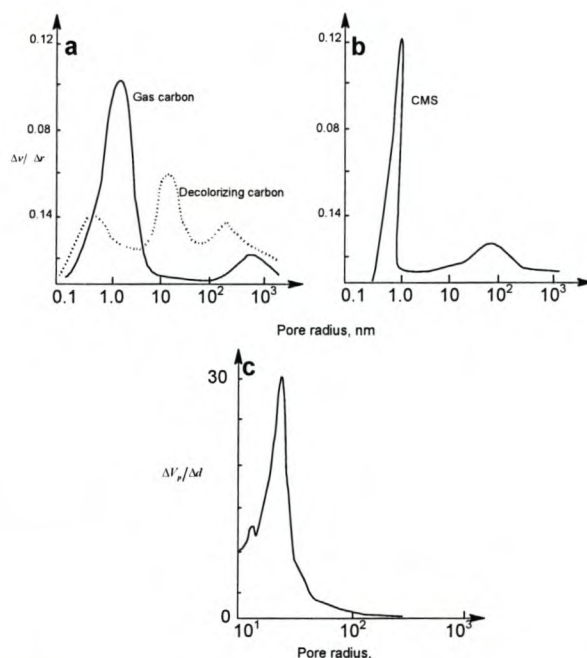 a
0.12
Gas carbon
0.08
Δv/ Δr
Decolorizing carbon
0.14
0.1
1.0
10
10²
10³
b
0.12
CMS
0.08
0.14
0.1
1.0
10
10²
10³
Pore radius, nm
c
30
ΔVp/Δd
0
10¹
10²
10³
Pore radius,